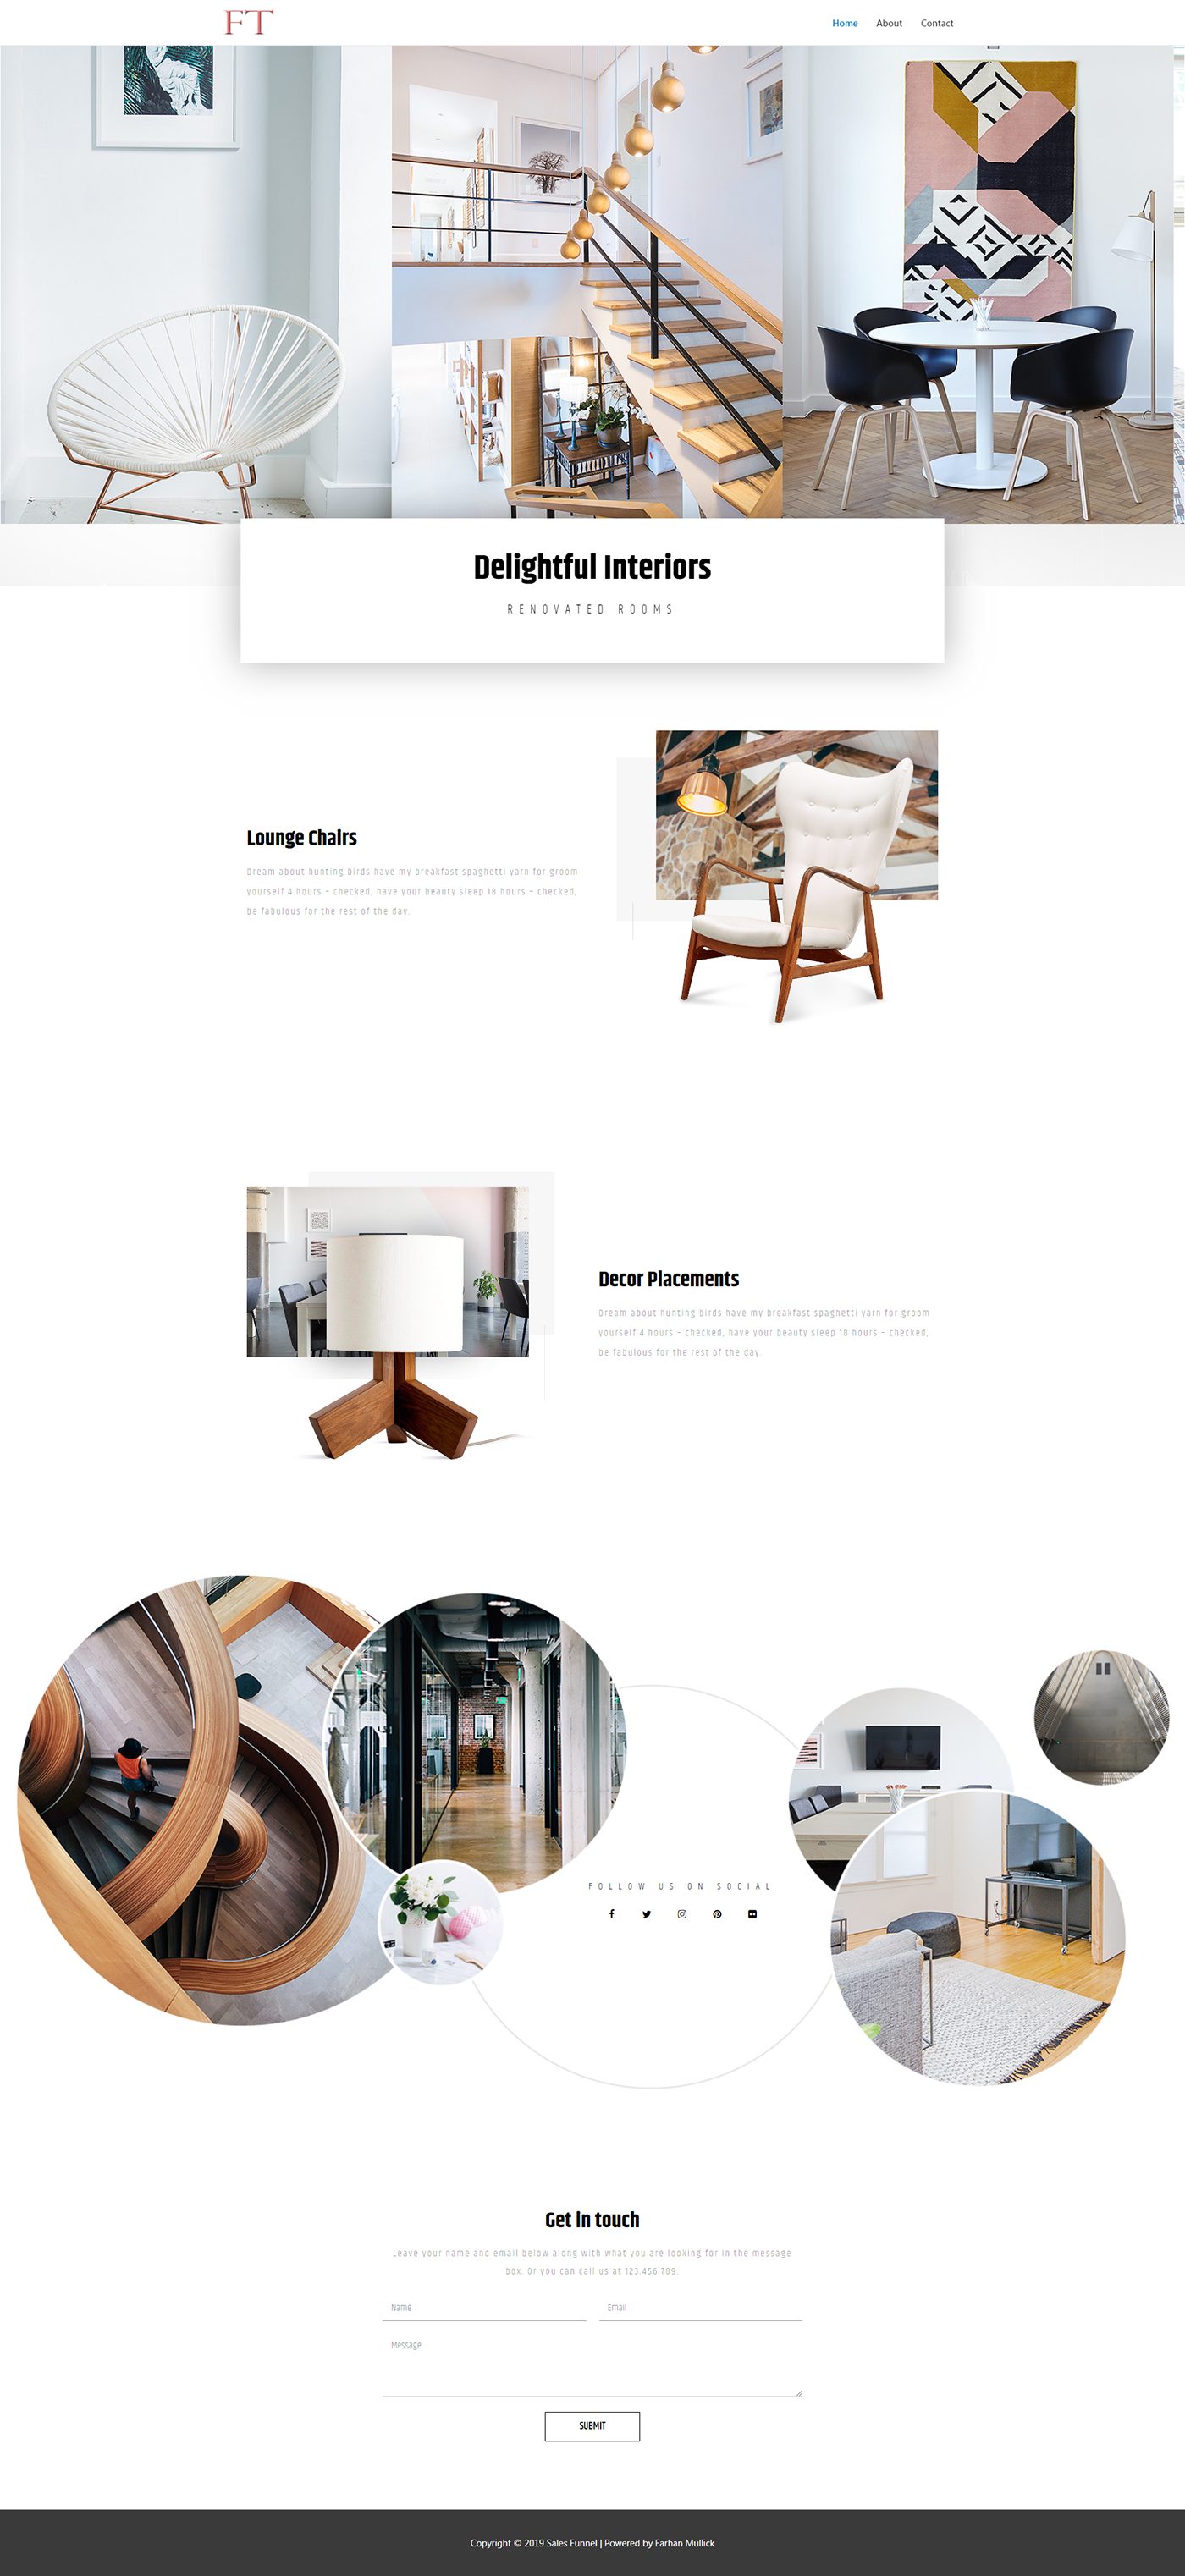 FT
Home About Contact
Delightful Interiors
RENOVATED ROOMS
Lounge Chairs
Dream about hunting birds have my breakfast spaghetti yarn for groom
yourself 4 hours – checked, have your beauty sleep 18 hours – checked,
be fabulous for the rest of the day.
Decor Placements
Dream about hunting birds have my breakfast spaghetti yarn for groom
yourself 4 hours – checked, have your beauty sleep 18 hours – checked,
be fabulous for the rest of the day.
FOLLOW US ON SOCIAL
Get in touch
Leave your name and email below along with what you are looking for in the message
box. Or you can call us at 123.456.789.
Name Email
Message
SUBMIT
Copyright © 2019 Sales Funnel | Powered by Farhan Mullick